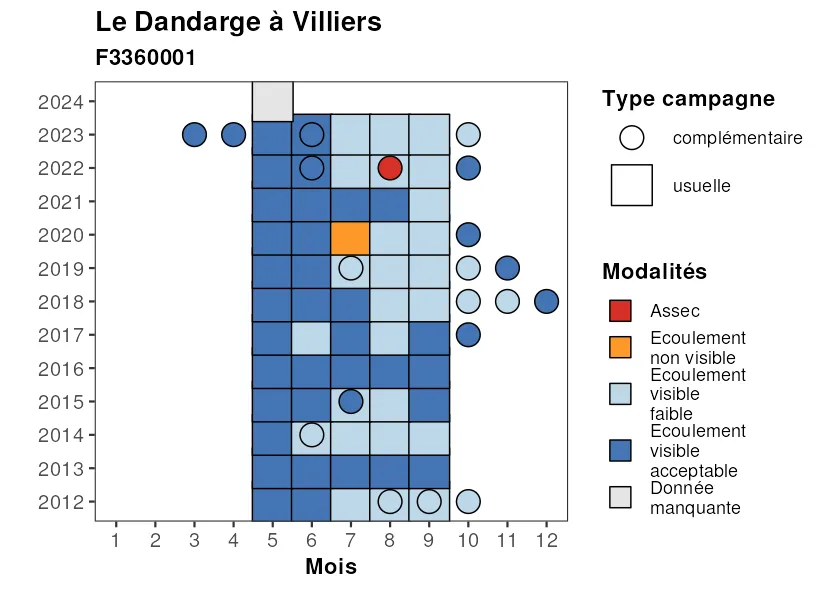 Le Dandarge à Villiers
F3360001
2024
2023
2022
2021
2020
2019
2018
2017
2016
2015
2014
2013
2012
1 2 3 4 5 6 7 8 9 10 11 12
Mois
Type campagne
complémentaire
usuelle
Modalités
Assec
Ecoulement
non visible
Ecoulement
visible
faible
Ecoulement
visible
acceptable
Donnée
manquante